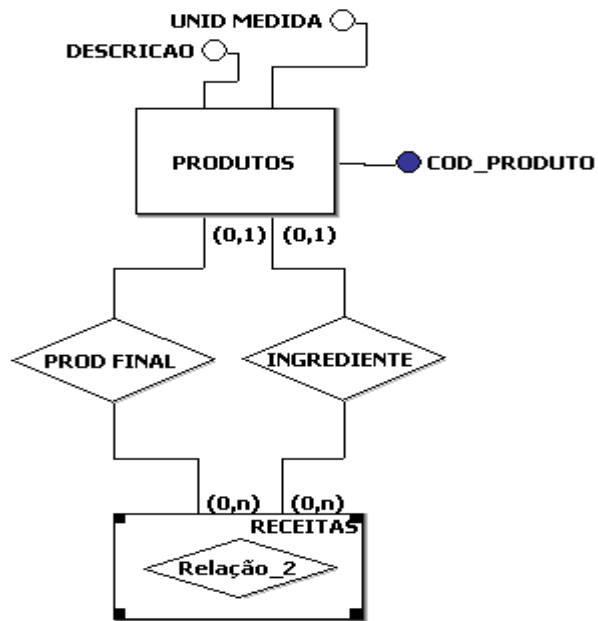 UNID MEDIDA
DESCRICAO
PRODUTOS
COD_PRODUTO
(0,1) (0,1)
PROD FINAL
INGREDIENTE
(0,n) (0,n)
RECEITAS
Relação_2